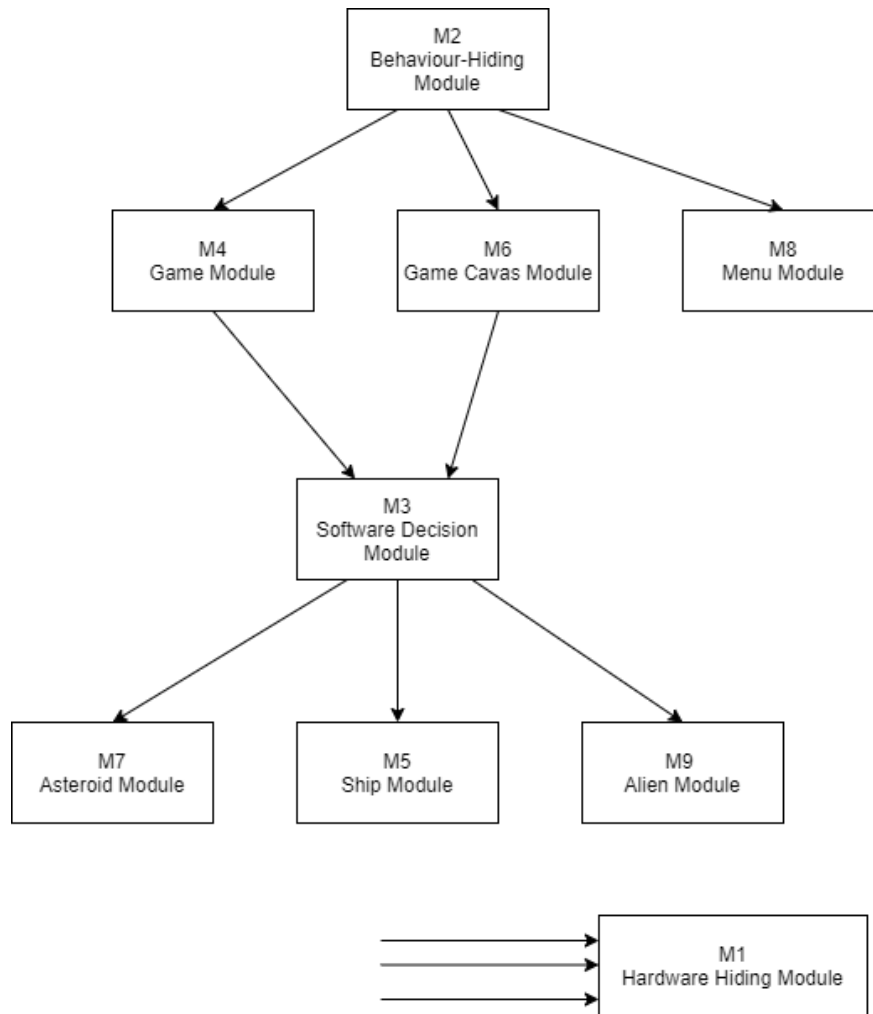 M2
Behaviour-Hiding
Module
M4
Game Module
M6
Game Cavas Module
M8
Menu Module
M3
Software Decision
Module
M7
Asteroid Module
M5
Ship Module
M9
Alien Module
M1
Hardware Hiding Module